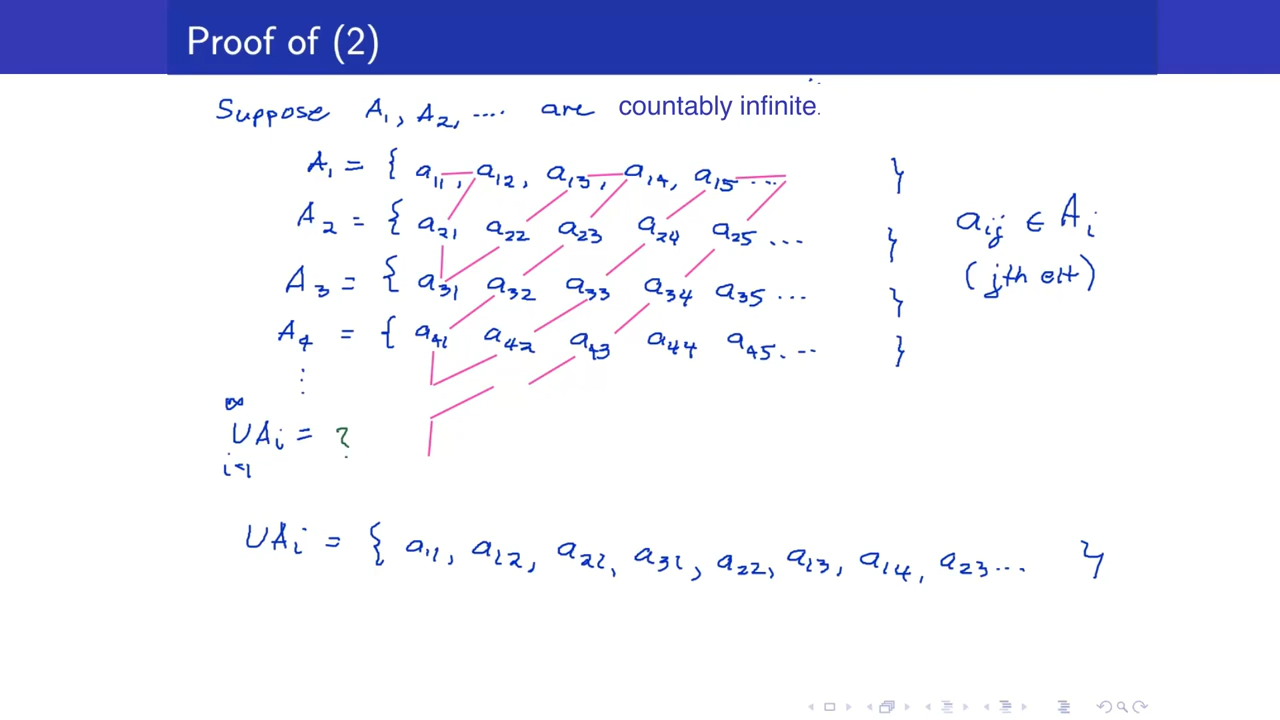 Proof of (2)
Suppose A₁, A₂, .... are countably infinite.
A₁ = { a₁₁, a₁₂, a₁₃, a₁₄, a₁₅ ... }
A₂ = { a₂₁ a₂₂ a₂₃ a₂₄ a₂₅ ... }
aᵢⱼ ∈ Aᵢ
(jth elt)
A₃ = { a₃₁ a₃₂ a₃₃ a₃₄ a₃₅ ... }
A₄ = { a₄₁ a₄₂ a₄₃ a₄₄ a₄₅ ... }
⋮
∞
∪Aᵢ = ?
i=1
∪Aᵢ = { a₁₁, a₁₂, a₂₁, a₃₁, a₂₂, a₁₃, a₁₄, a₂₃ ... }